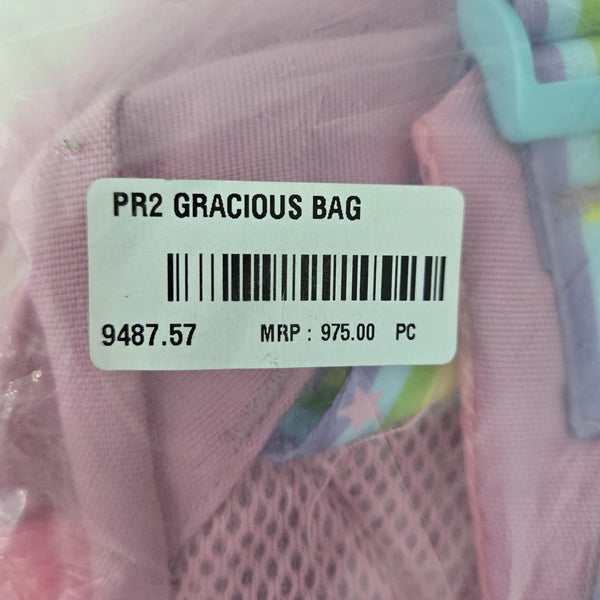 PR2 GRACIOUS BAG
9487.57 MRP : 975.00 PC